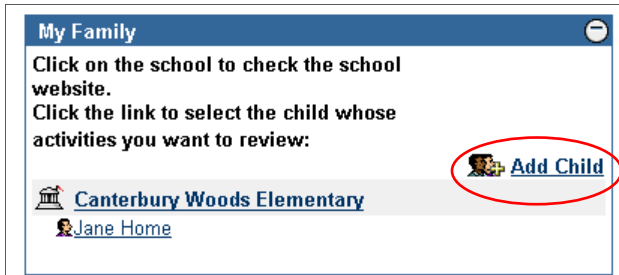 My Family
Click on the school to check the school
website.
Click the link to select the child whose
activities you want to review:
Add Child
Canterbury Woods Elementary
Jane Home